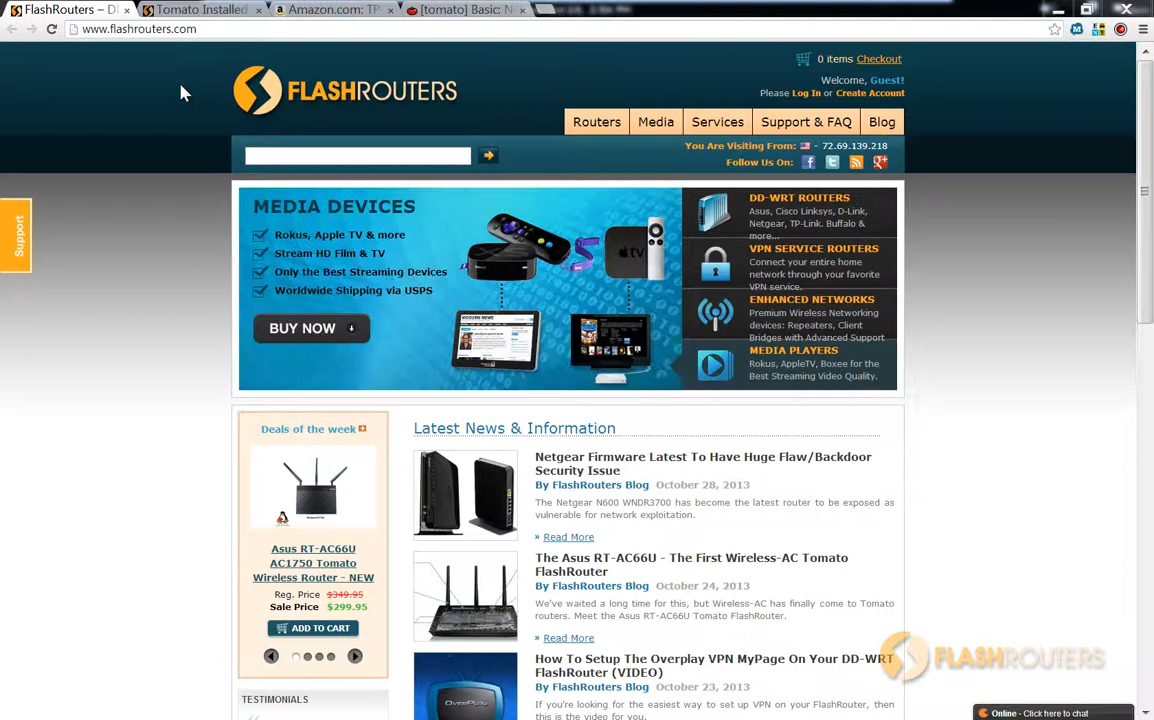 FlashRouters – D
Tomato Installed
Amazon.com: TP-
[tomato] Basic: N
www.flashrouters.com
FLASHROUTERS
0 items Checkout
Welcome, Guest!
Please Log In or Create Account
Routers
Media
Services
Support & FAQ
Blog
You Are Visiting From: - 72.69.139.218
Follow Us On:
Support
MEDIA DEVICES
Rokus, Apple TV & more
Stream HD Film & TV
Only the Best Streaming Devices
Worldwide Shipping via USPS
BUY NOW
tv
DD-WRT ROUTERS
Asus, Cisco Linksys, D-Link,
Netgear, TP-Link. Buffalo &
more...
VPN SERVICE ROUTERS
Connect your entire home
network through your favorite
VPN service.
ENHANCED NETWORKS
Premium Wireless Networking
devices: Repeaters, Client
Bridges with Advanced Support
MEDIA PLAYERS
Rokus, AppleTV, Boxee for the
Best Streaming Video Quality.
Deals of the week
Asus RT-AC66U
AC1750 Tomato
Wireless Router - NEW
Reg. Price $349.95
Sale Price $299.95
ADD TO CART
TESTIMONIALS
Latest News & Information
Netgear Firmware Latest To Have Huge Flaw/Backdoor
Security Issue
By FlashRouters Blog October 28, 2013
The Netgear N600 WNDR3700 has become the latest router to be exposed as
vulnerable for network exploitation.
» Read More
The Asus RT-AC66U - The First Wireless-AC Tomato
FlashRouter
By FlashRouters Blog October 24, 2013
We've waited a long time for this, but Wireless-AC has finally come to Tomato
routers. Meet the Asus RT-AC66U Tomato FlashRouter.
» Read More
How To Setup The Overplay VPN MyPage On Your DD-WRT
FlashRouter (VIDEO)
By FlashRouters Blog October 23, 2013
If you're looking for the easiest way to set up VPN on your FlashRouter, then
this is the video for you.
OVERPLAY
FLASHROUTERS
Online - Click here to chat